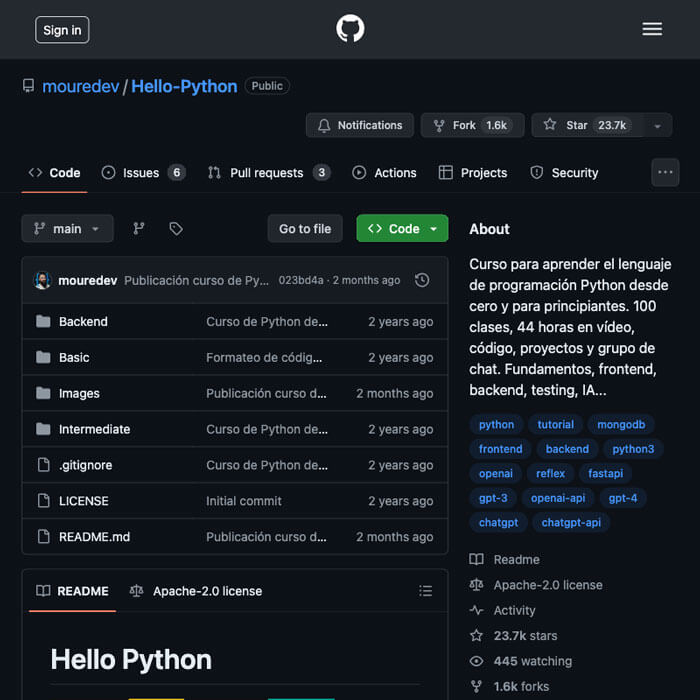 Sign in
mouredev / Hello-Python Public
Notifications Fork 1.6k Star 23.7k
Code Issues 6 Pull requests 3 Actions Projects Security
main Go to file Code
mouredev Publicación curso de Py... 023bd4a · 2 months ago
Backend Curso de Python de... 2 years ago
Basic Formateo de códig... 2 years ago
Images Publicación curso d... 2 months ago
Intermediate Curso de Python de... 2 years ago
.gitignore Curso de Python de... 2 years ago
LICENSE Initial commit 2 years ago
README.md Publicación curso d... 2 months ago
README Apache-2.0 license
Hello Python
About
Curso para aprender el lenguaje
de programación Python desde
cero y para principiantes. 100
clases, 44 horas en vídeo,
código, proyectos y grupo de
chat. Fundamentos, frontend,
backend, testing, IA...
python tutorial mongodb
frontend backend python3
openai reflex fastapi
gpt-3 openai-api gpt-4
chatgpt chatgpt-api
Readme
Apache-2.0 license
Activity
23.7k stars
445 watching
1.6k forks